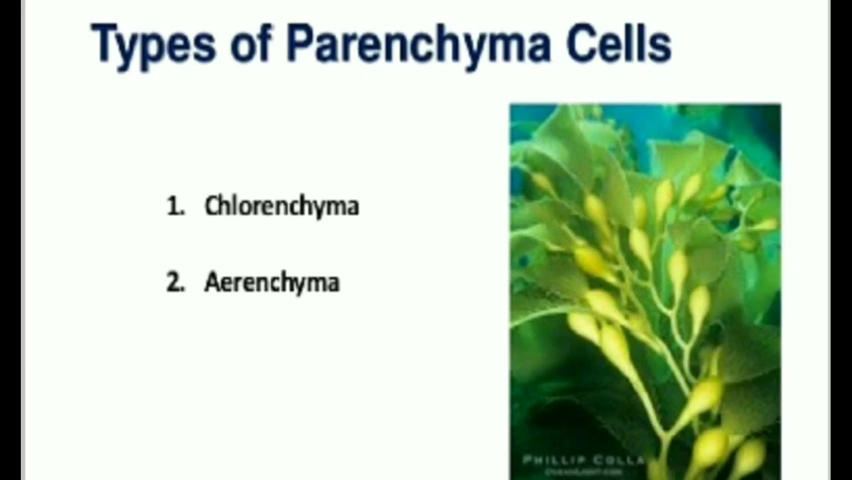 Types of Parenchyma Cells
1. Chlorenchyma
2. Aerenchyma
PHILLIP COLLA